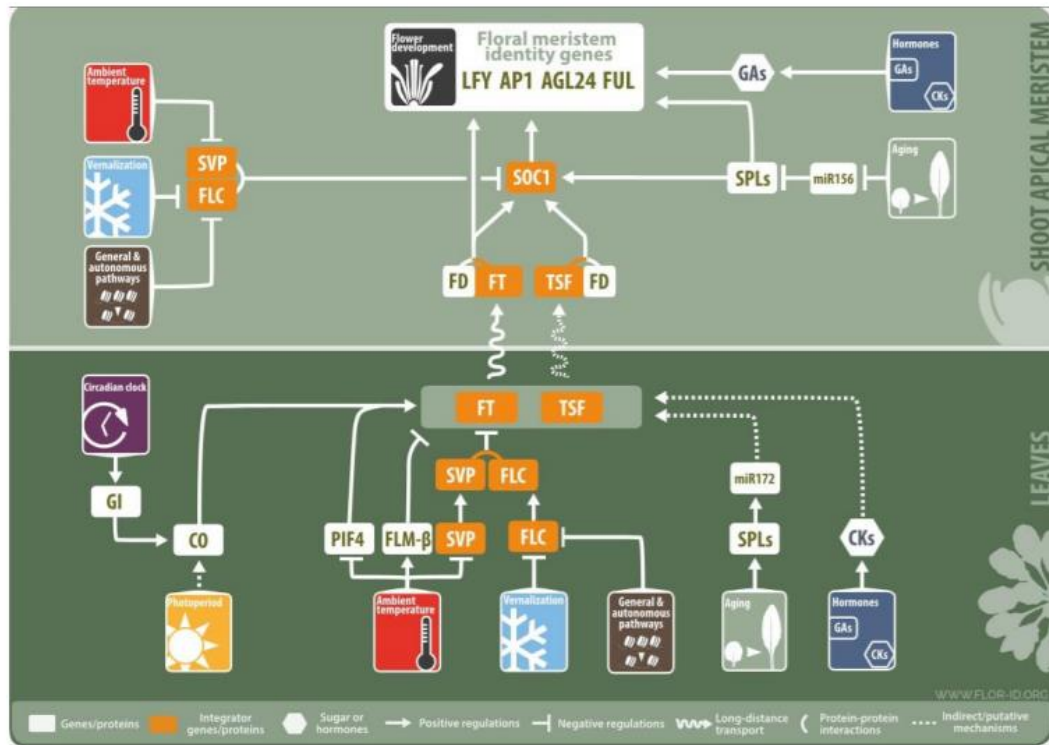 Flower
development
Floral meristem
identity genes
LFY AP1 AGL24 FUL
GAs
Hormones
GAs
CKs
SHOOT APICAL MERISTEM
Ambient
temperature
Vernalization
SVP
FLC
SOC1
SPLs
miR156
Aging
General &
autonomous
pathways
FD
FT
TSF
FD
Circadian clock
FT
TSF
GI
CO
SVP
FLC
miR172
LEAVES
PIF4
FLM-β
SVP
FLC
SPLs
CKs
Photoperiod
Ambient
temperature
Vernalization
General &
autonomous
pathways
Aging
Hormones
GAs
CKs
WWW.FLOR-ID.ORG
Genes/proteins
Integrator
genes/proteins
Sugar or
hormones
Positive regulations
Negative regulations
Long-distance
transport
Protein-protein
interactions
Indirect/putative
mechanisms